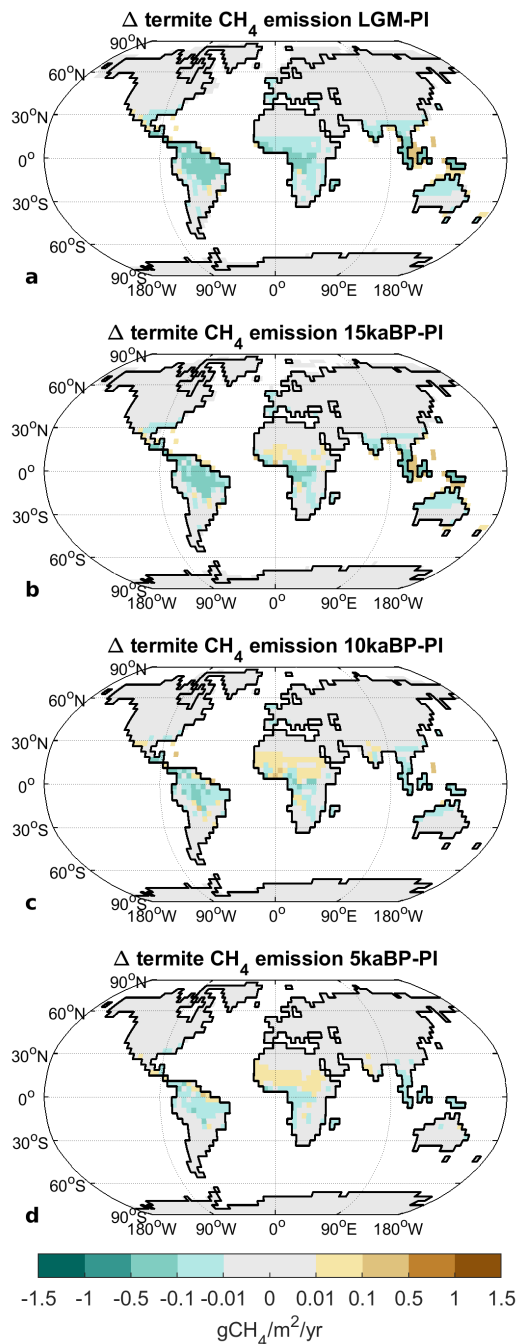 Δ termite CH4 emission LGM-PI
90°N
60°N
30°N
0°
30°S
60°S
90°S
180°W 90°W 0° 90°E 180°W
a
Δ termite CH4 emission 15kaBP-PI
90°N
60°N
30°N
0°
30°S
60°S
90°S
180°W 90°W 0° 90°E 180°W
b
Δ termite CH4 emission 10kaBP-PI
90°N
60°N
30°N
0°
30°S
60°S
90°S
180°W 90°W 0° 90°E 180°W
c
Δ termite CH4 emission 5kaBP-PI
90°N
60°N
30°N
0°
30°S
60°S
90°S
180°W 90°W 0° 90°E 180°W
d
-1.5 -1 -0.5 -0.1 -0.01 0 0.01 0.1 0.5 1 1.5
gCH4/m²/yr